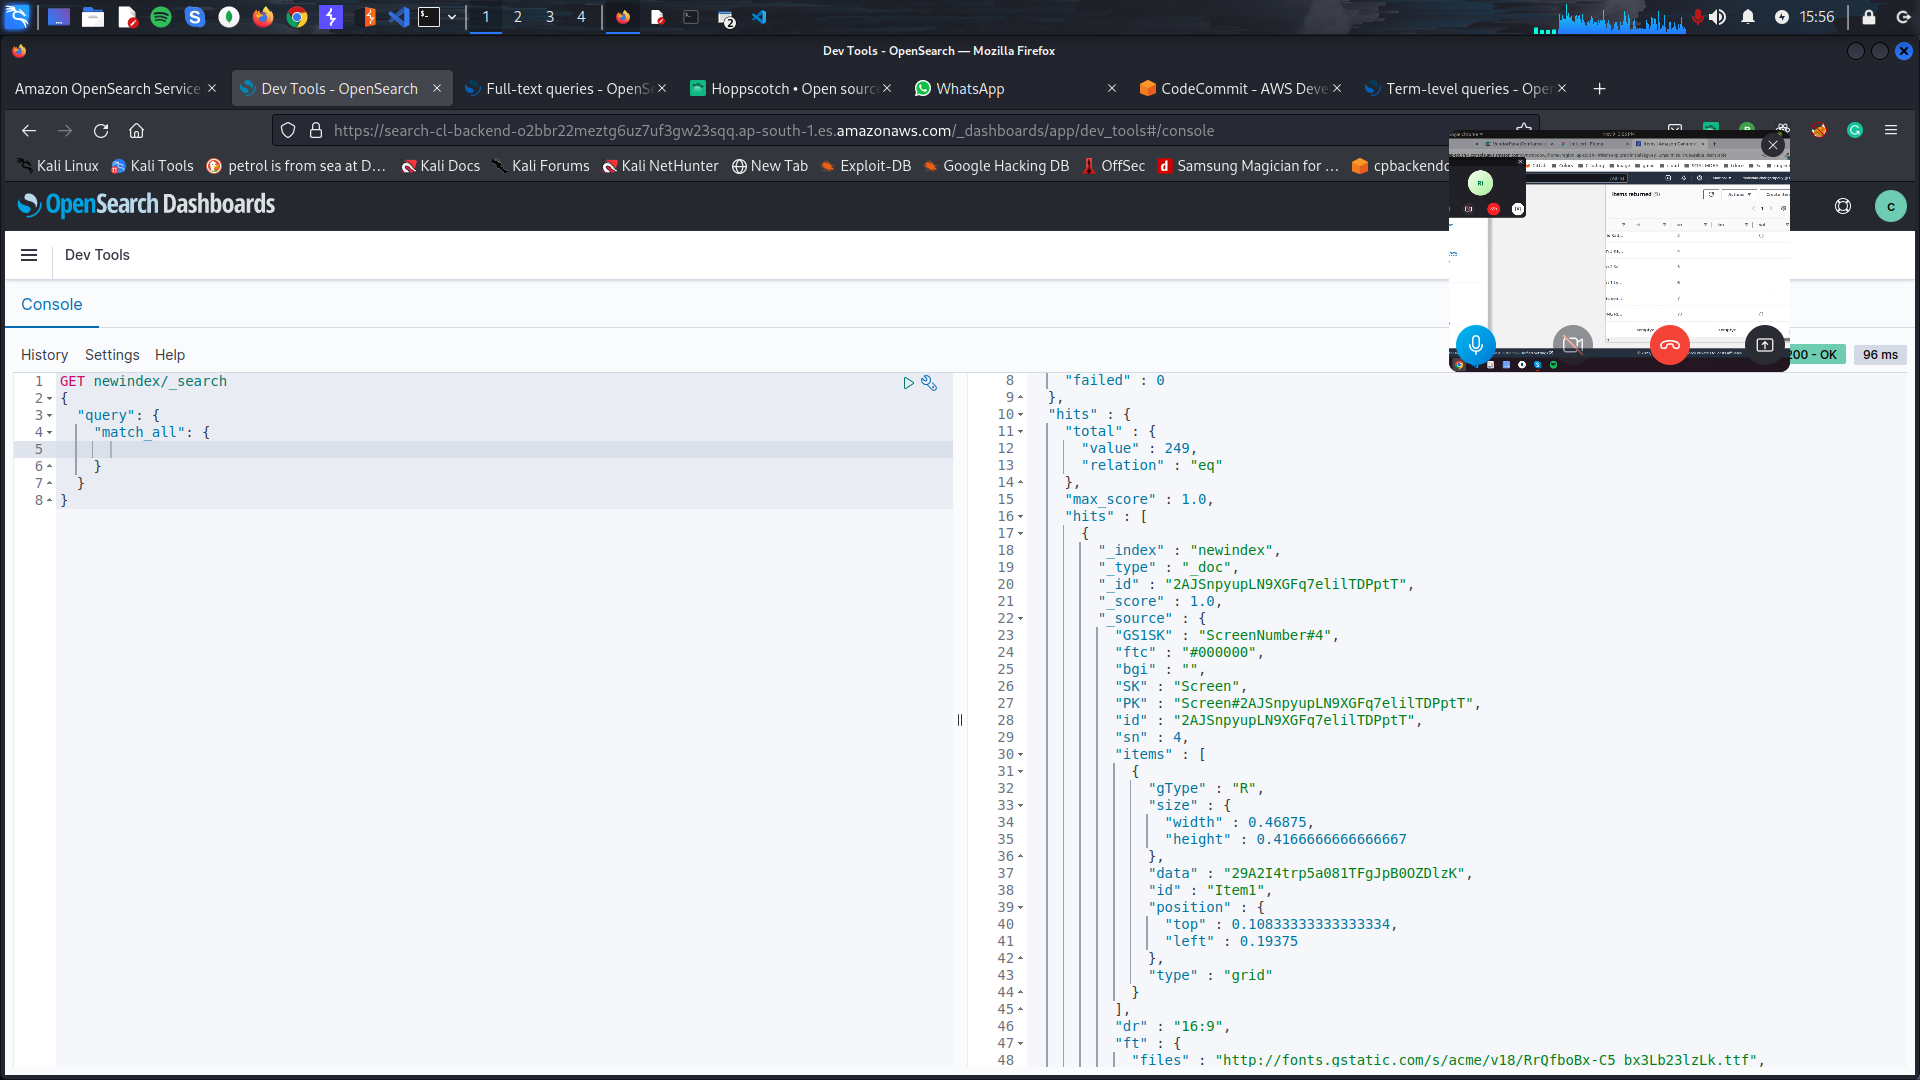 1 2 3 4 2 15:56
Dev Tools - OpenSearch — Mozilla Firefox
Amazon OpenSearch Service Dev Tools - OpenSearch Full-text queries - OpenS Hoppscotch • Open sourc WhatsApp CodeCommit - AWS Deve Term-level queries - Ope
https://search-cl-backend-o2bbr22meztg6uz7uf3gw23sqq.ap-south-1.es.amazonaws.com/_dashboards/app/dev_tools#/console
Kali Linux Kali Tools petrol is from sea at D... Kali Docs Kali Forums Kali NetHunter New Tab Exploit-DB Google Hacking DB OffSec Samsung Magician for ... cpbackendc
OpenSearch Dashboards C
Dev Tools
Console
Items returned (9)
RI
History Settings Help 200 - OK 96 ms
1 GET newindex/_search
2 {
3 "query": {
4 "match_all": {
5
6 }
7 }
8 }
8 "failed" : 0
9 },
10 "hits" : {
11 "total" : {
12 "value" : 249,
13 "relation" : "eq"
14 },
15 "max_score" : 1.0,
16 "hits" : [
17 {
18 "_index" : "newindex",
19 "_type" : "_doc",
20 "_id" : "2AJSnpyupLN9XGFq7elilTDPptT",
21 "_score" : 1.0,
22 "_source" : {
23 "GS1SK" : "ScreenNumber#4",
24 "ftc" : "#000000",
25 "bgi" : "",
26 "SK" : "Screen",
27 "PK" : "Screen#2AJSnpyupLN9XGFq7elilTDPptT",
28 "id" : "2AJSnpyupLN9XGFq7elilTDPptT",
29 "sn" : 4,
30 "items" : [
31 {
32 "gType" : "R",
33 "size" : {
34 "width" : 0.46875,
35 "height" : 0.4166666666666667
36 },
37 "data" : "29A2I4trp5a081TFgJpB0OZDlzK",
38 "id" : "Item1",
39 "position" : {
40 "top" : 0.10833333333333334,
41 "left" : 0.19375
42 },
43 "type" : "grid"
44 }
45 ],
46 "dr" : "16:9",
47 "ft" : {
48 "files" : "http://fonts.gstatic.com/s/acme/v18/RrQfboBx-C5_bx3Lb23lzLk.ttf",